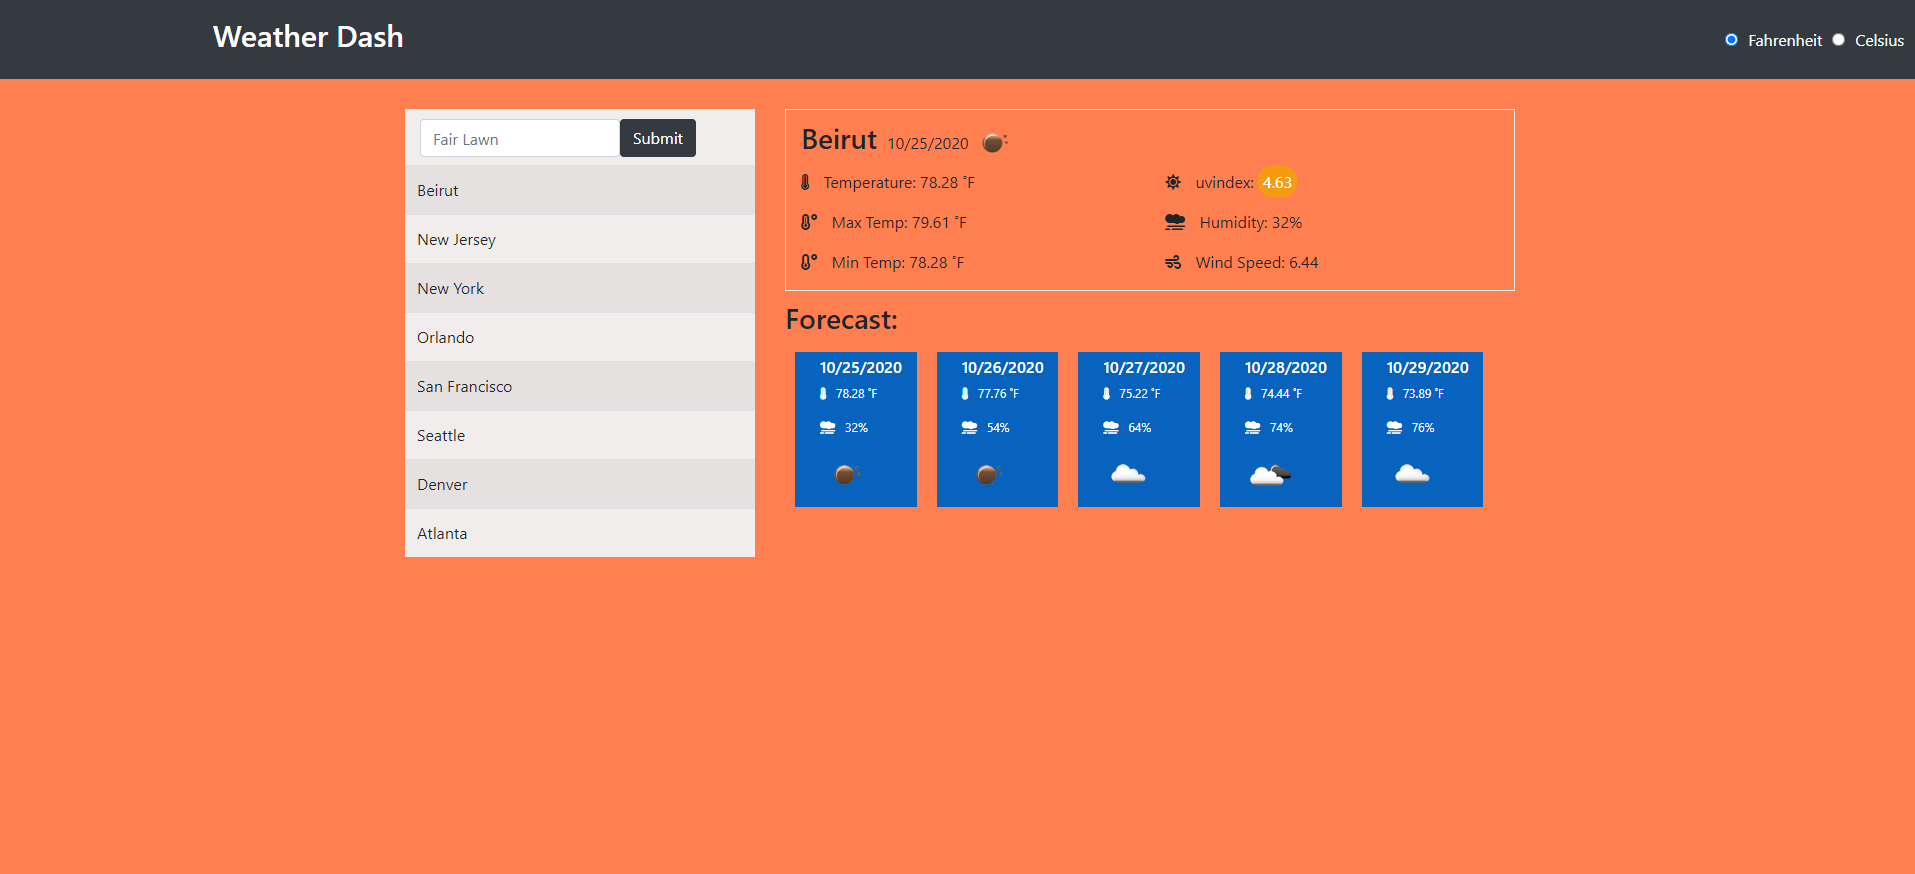 Weather Dash
Fahrenheit Celsius
Fair Lawn Submit
Beirut
New Jersey
New York
Orlando
San Francisco
Seattle
Denver
Atlanta
Beirut 10/25/2020
Temperature: 78.28 °F
uvindex: 4.63
Max Temp: 79.61 °F
Humidity: 32%
Min Temp: 78.28 °F
Wind Speed: 6.44
Forecast:
10/25/2020
78.28 °F
32%
10/26/2020
77.76 °F
54%
10/27/2020
75.22 °F
64%
10/28/2020
74.44 °F
74%
10/29/2020
73.89 °F
76%